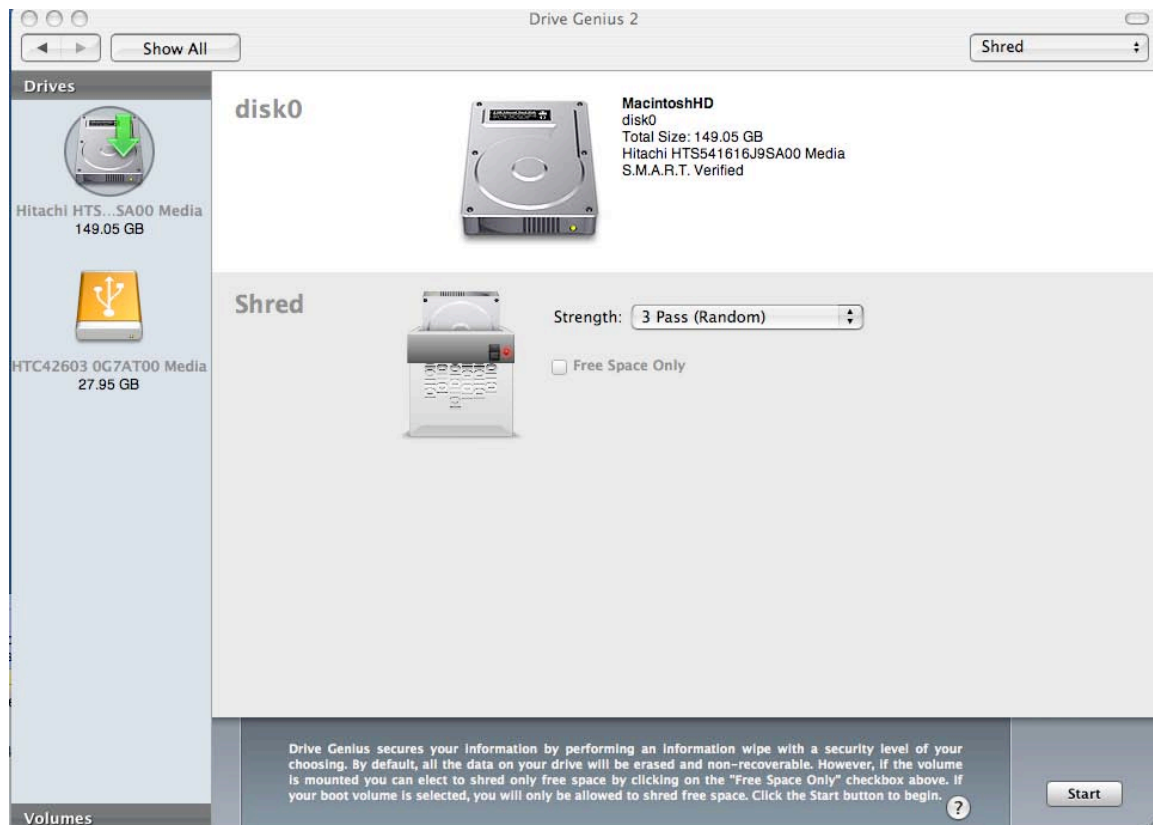 Drive Genius 2
Show All
Shred
Drives
Hitachi HTS...SA00 Media
149.05 GB
HTC42603 0G7AT00 Media
27.95 GB
Volumes
disk0
MacintoshHD
disk0
Total Size: 149.05 GB
Hitachi HTS541616J9SA00 Media
S.M.A.R.T. Verified
Shred
Strength: 3 Pass (Random)
Free Space Only
Drive Genius secures your information by performing an information wipe with a security level of your
choosing. By default, all the data on your drive will be erased and non-recoverable. However, if the volume
is mounted you can elect to shred only free space by clicking on the "Free Space Only" checkbox above. If
your boot volume is selected, you will only be allowed to shred free space. Click the Start button to begin.
?
Start